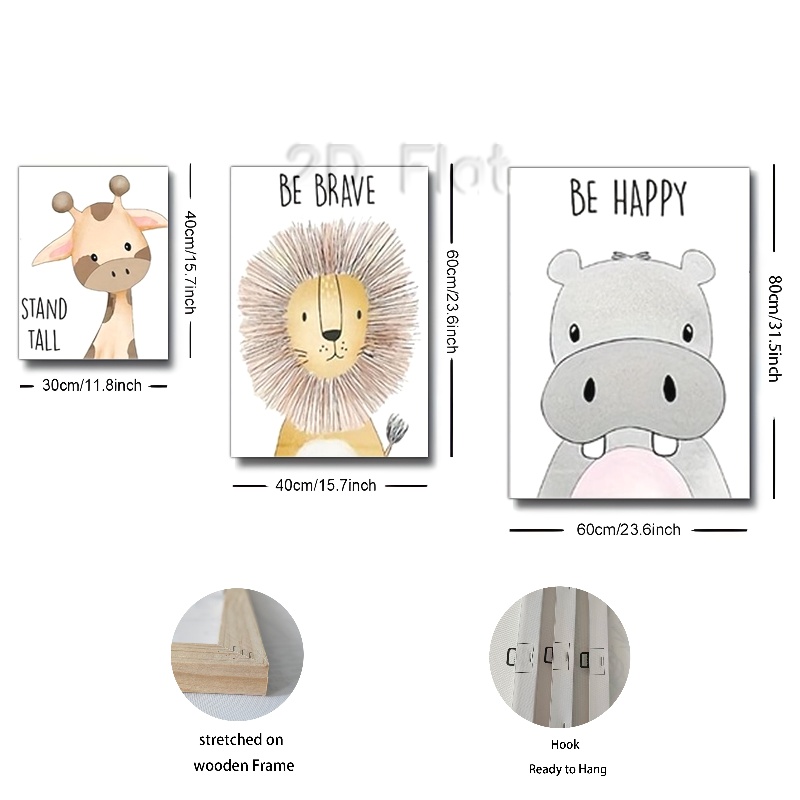 2D Flat
BE BRAVE
BE HAPPY
STAND
TALL
40cm/15.7inch
60cm/23.6inch
80cm/31.5inch
30cm/11.8inch
40cm/15.7inch
60cm/23.6inch
stretched on
wooden Frame
Hook
Ready to Hang